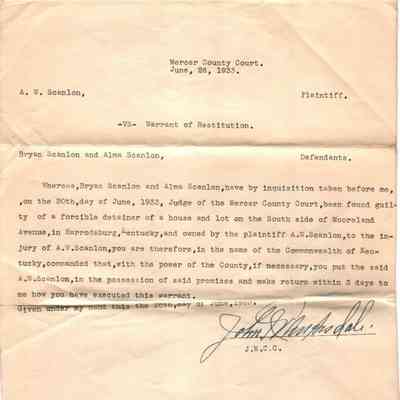 Mercer County Court.
June, 26, 1933.
A. W. Scanlon,
Plaintiff.
-VS- Warrant of Restitution.
Bryan Scanlon and Alma Scanlon,
Defendants.
Whereas,Bryan Scanlon and Alma Scanlon,have by inquisition taken before me,
,on the 20th,day of June, 1933, Judge of the Mercer County Court,been found guil-
ty of a forcible detainer of a house and lot on the South side of Mooreland
Avenue,in Harrodsburg,Kentucky,and owned by the plaintiff A.W.Scanlon,to the in-
jury of A.W.Scanlon,you are therefore,in the name of the Commonwealth of Ken-
tucky,commanded that,with the power of the County,if necessary,you put the said
A.W.Scanlon,in the possession of said premises and make return within 3 days to
me how you have executed this warrant.
Given under my hand this the day of June,
John
J.M.C.C.